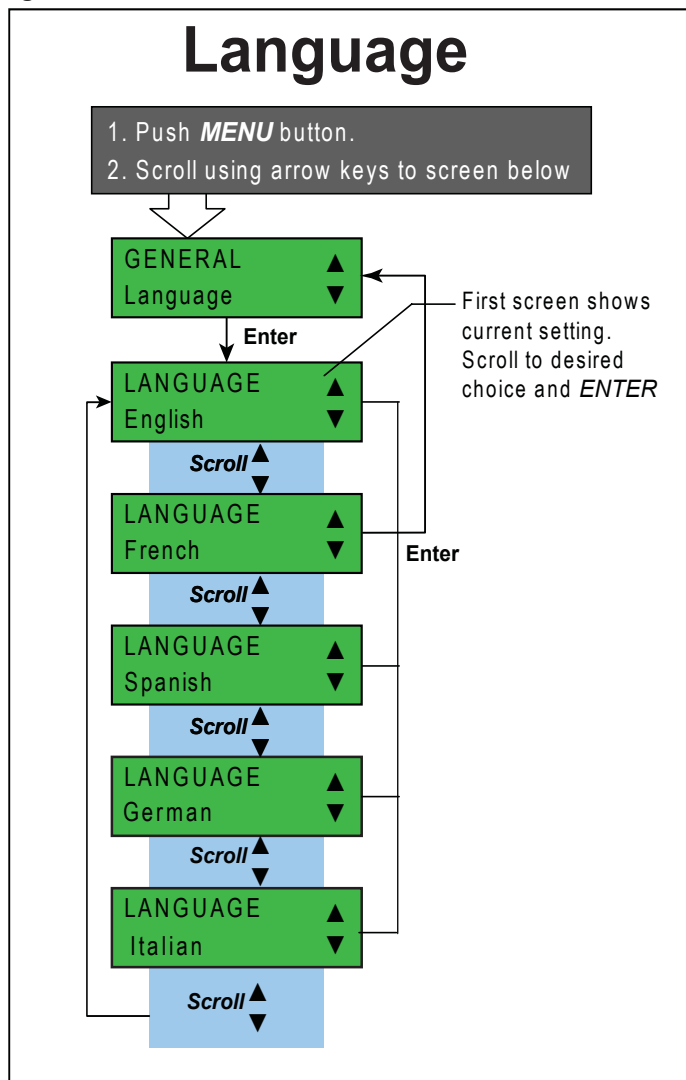 Language
1. Push MENU button.
2. Scroll using arrow keys to screen below
GENERAL
Language
Enter
First screen shows
current setting.
Scroll to desired
choice and ENTER
LANGUAGE
English
Scroll
LANGUAGE
French
Enter
Scroll
LANGUAGE
Spanish
Scroll
LANGUAGE
German
Scroll
LANGUAGE
Italian
Scroll